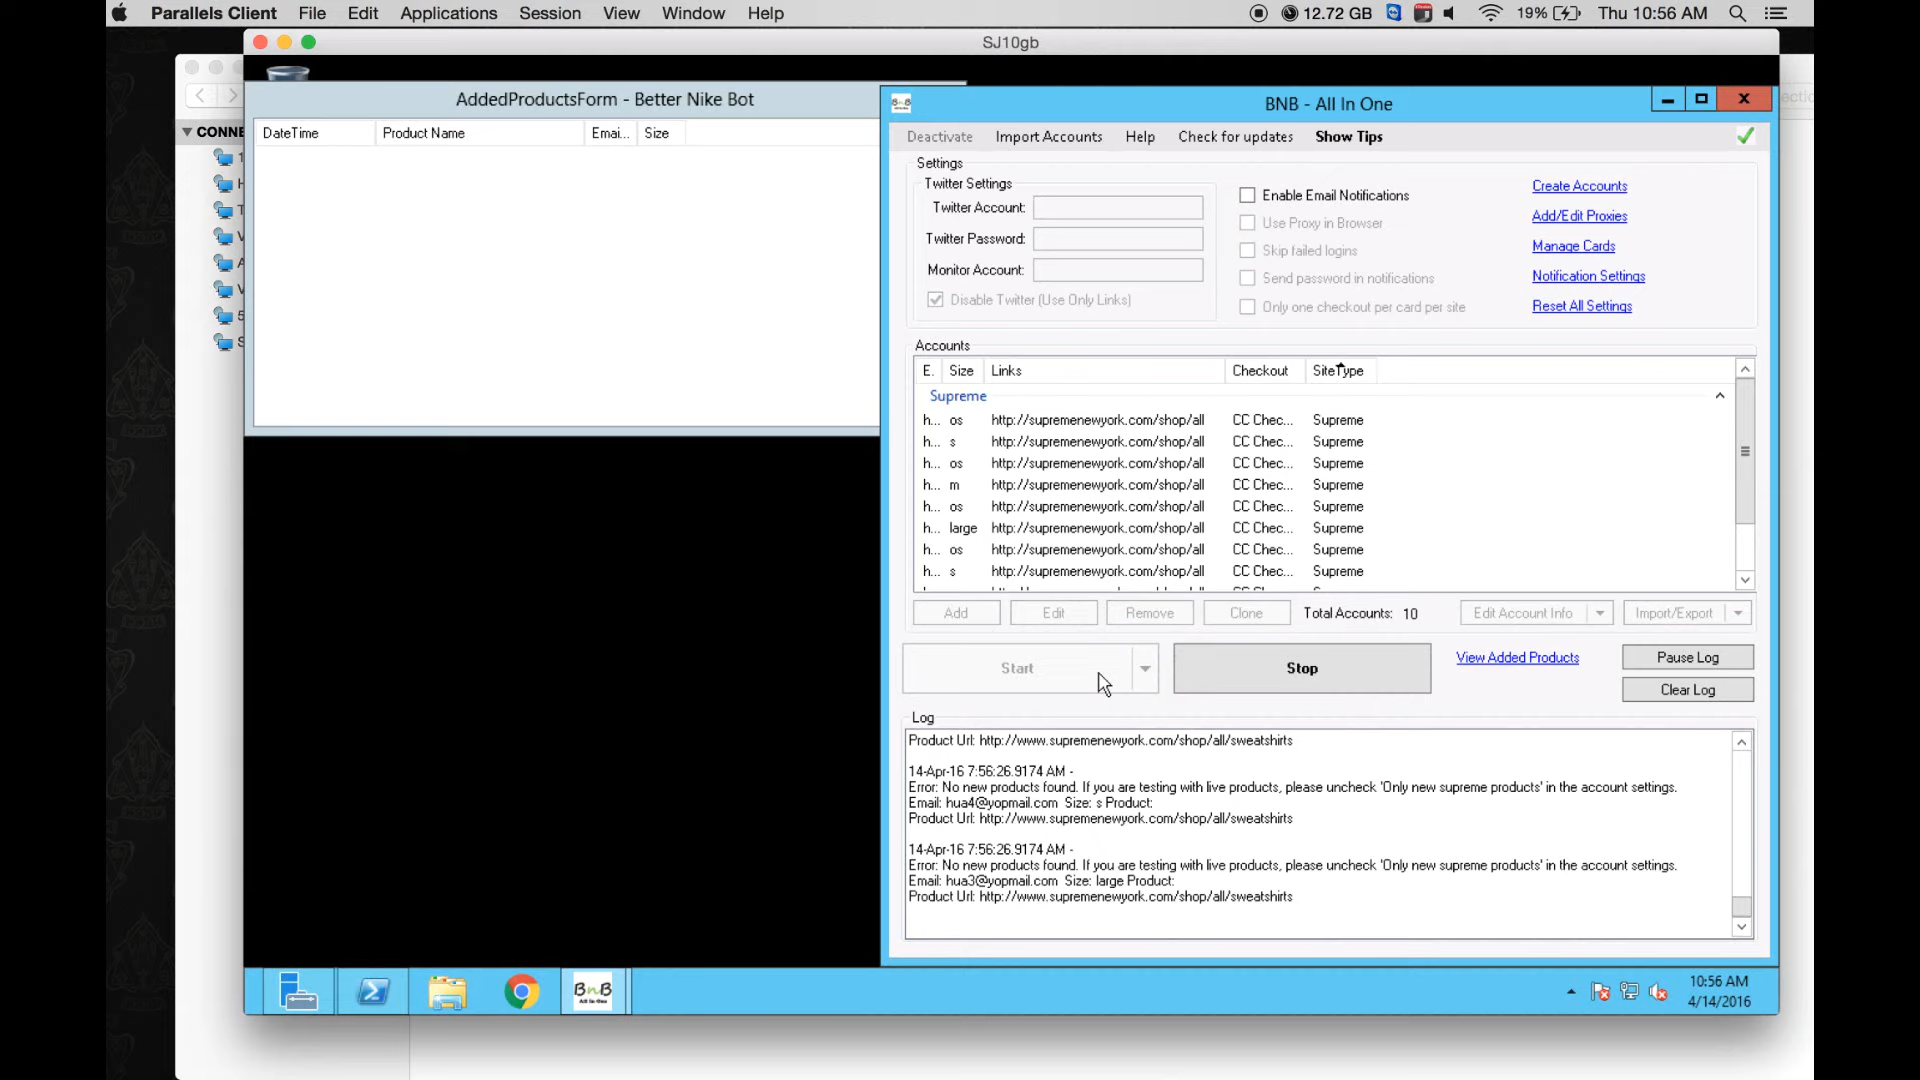 Parallels Client File Edit Applications Session View Window Help 12.72 GB 19% Thu 10:56 AM
SJ10gb
CONNE
AddedProductsForm - Better Nike Bot
DateTime Product Name Emai... Size
BnB
BNB - All In One
Deactivate Import Accounts Help Check for updates Show Tips
Settings
Twitter Settings
Twitter Account:
Twitter Password:
Monitor Account:
Disable Twitter (Use Only Links)
Enable Email Notifications
Use Proxy in Browser
Skip failed logins
Send password in notifications
Only one checkout per card per site
Create Accounts
Add/Edit Proxies
Manage Cards
Notification Settings
Reset All Settings
Accounts
E. Size Links Checkout SiteType
Supreme
h... os http://supremenewyork.com/shop/all CC Chec... Supreme
h... s http://supremenewyork.com/shop/all CC Chec... Supreme
h... os http://supremenewyork.com/shop/all CC Chec... Supreme
h... m http://supremenewyork.com/shop/all CC Chec... Supreme
h... os http://supremenewyork.com/shop/all CC Chec... Supreme
h... large http://supremenewyork.com/shop/all CC Chec... Supreme
h... os http://supremenewyork.com/shop/all CC Chec... Supreme
h... s http://supremenewyork.com/shop/all CC Chec... Supreme
Add Edit Remove Clone Total Accounts: 10 Edit Account Info Import/Export
Start Stop View Added Products Pause Log
Clear Log
Log
Product Url: http://www.supremenewyork.com/shop/all/sweatshirts
14-Apr-16 7:56:26.9174 AM -
Error: No new products found. If you are testing with live products, please uncheck 'Only new supreme products' in the account settings.
Email: hua4@yopmail.com Size: s Product:
Product Url: http://www.supremenewyork.com/shop/all/sweatshirts
14-Apr-16 7:56:26.9174 AM -
Error: No new products found. If you are testing with live products, please uncheck 'Only new supreme products' in the account settings.
Email: hua3@yopmail.com Size: large Product:
Product Url: http://www.supremenewyork.com/shop/all/sweatshirts
BnB
All In One
10:56 AM
4/14/2016